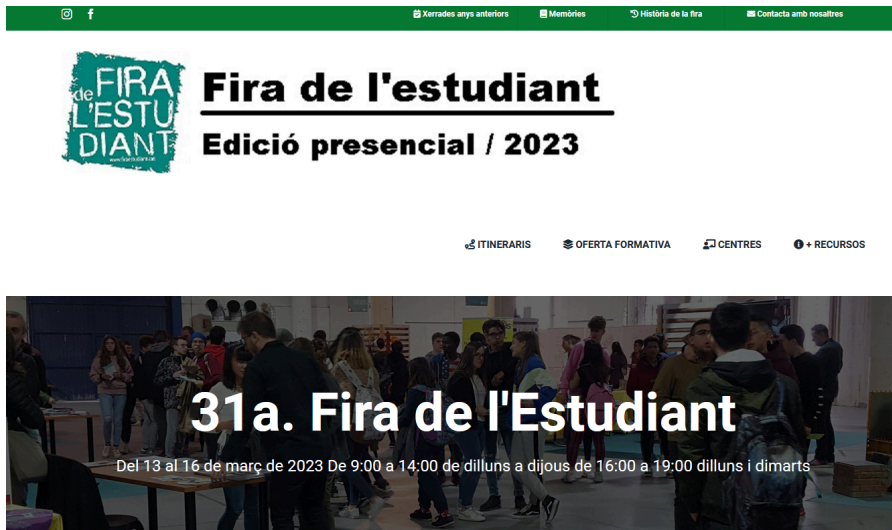 Xerrades anys anteriors Memòries Història de la fira Contacta amb nosaltres
de FIRA
L'ESTU
DIANT
Fira de l'estudiant
Edició presencial / 2023
ITINERARIS OFERTA FORMATIVA CENTRES + RECURSOS
31a. Fira de l'Estudiant
Del 13 al 16 de març de 2023 De 9:00 a 14:00 de dilluns a dijous de 16:00 a 19:00 dilluns i dimarts